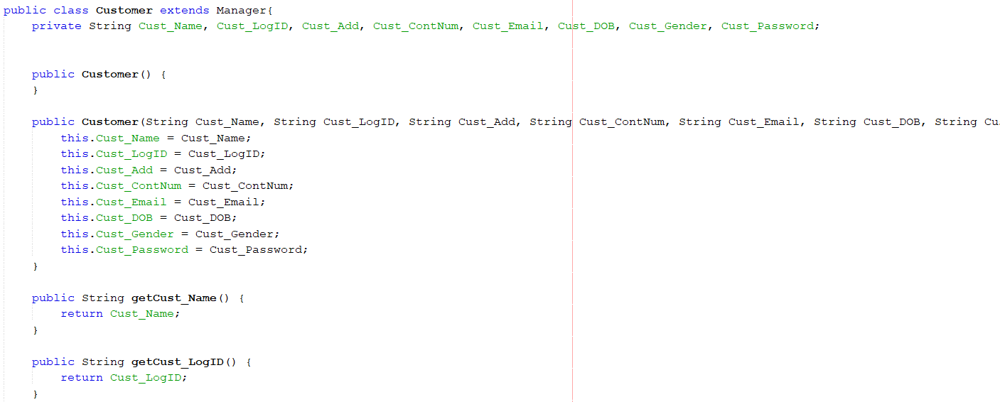 public class Customer extends Manager{
private String Cust_Name, Cust_LogID, Cust_Add, Cust_ContNum, Cust_Email, Cust_DOB, Cust_Gender, Cust_Password;
public Customer() {
}
public Customer(String Cust_Name, String Cust_LogID, String Cust_Add, String Cust_ContNum, String Cust_Email, String Cust_DOB, String
this.Cust_Name = Cust_Name;
this.Cust_LogID = Cust_LogID;
this.Cust_Add = Cust_Add;
this.Cust_ContNum = Cust_ContNum;
this.Cust_Email = Cust_Email;
this.Cust_DOB = Cust_DOB;
this.Cust_Gender = Cust_Gender;
this.Cust_Password = Cust_Password;
}
public String getCust_Name() {
return Cust_Name;
}
public String getCust_LogID() {
return Cust_LogID;
}